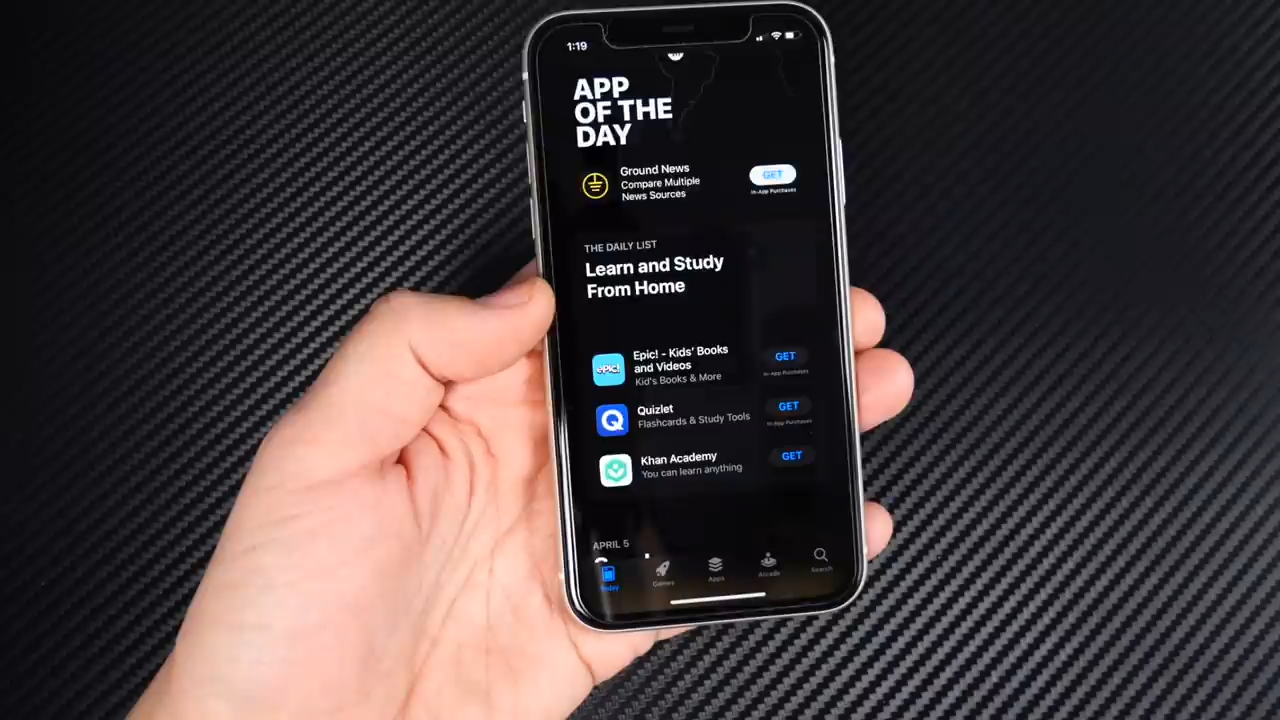 1:19
APP
OF THE
DAY
Ground News
Compare Multiple
News Sources
GET
In-App Purchases
THE DAILY LIST
Learn and Study
From Home
epic!
Epic! - Kids' Books
and Videos
Kid's Books & More
GET
In-App Purchases
Q
Quizlet
Flashcards & Study Tools
GET
In-App Purchases
Khan Academy
You can learn anything
GET
APRIL 5
Today
Games
Apps
Arcade
Search